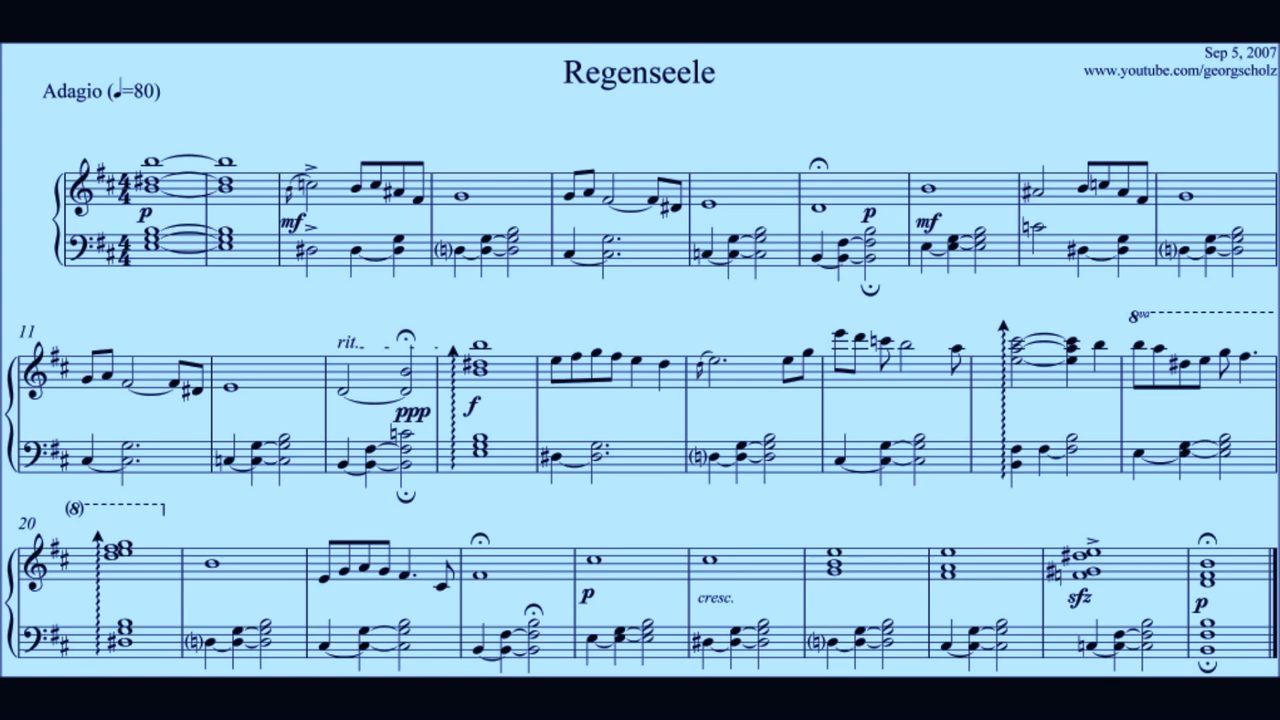 Sep 5, 2007
Regenseele
www.youtube.com/georgscholz
Adagio (♩=80)
p
mf
p
mf
11
rit.
ppp
f
8va
(8)
20
p
cresc.
sfz
p